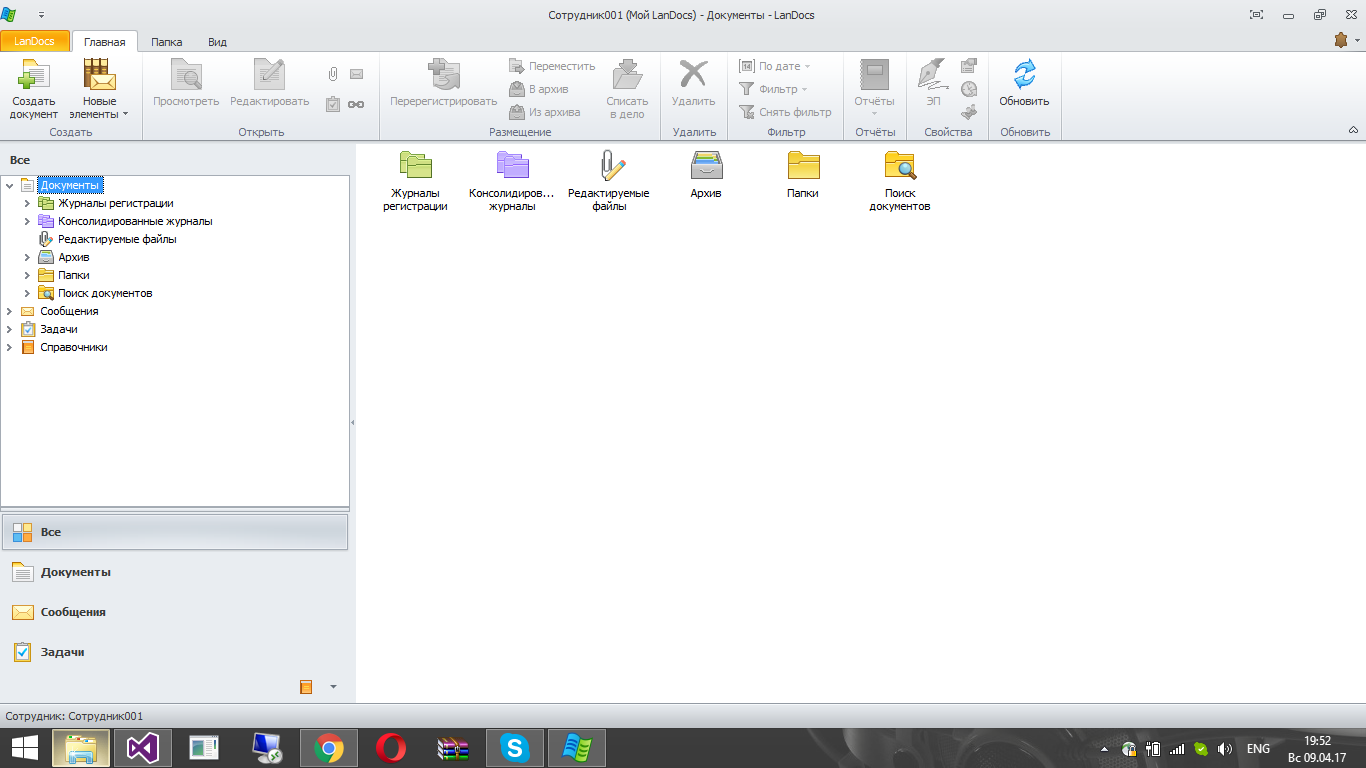 Сотрудник001 (Мой LanDocs) - Документы - LanDocs
LanDocs
Главная
Папка
Вид
Создать
документ
Новые
элементы
Создать
Просмотреть
Редактировать
Открыть
Перерегистрировать
Переместить
В архив
Из архива
Списать
в дело
Размещение
Удалить
Удалить
По дате
Фильтр
Снять фильтр
Фильтр
Отчёты
Отчёты
ЭП
Свойства
Обновить
Обновить
Все
Документы
Журналы регистрации
Консолидированные журналы
Редактируемые файлы
Архив
Папки
Поиск документов
Сообщения
Задачи
Справочники
Журналы
регистрации
Консолидиров...
журналы
Редактируемые
файлы
Архив
Папки
Поиск
документов
Все
Документы
Сообщения
Задачи
Сотрудник: Сотрудник001
ENG
19:52
Вс 09.04.17